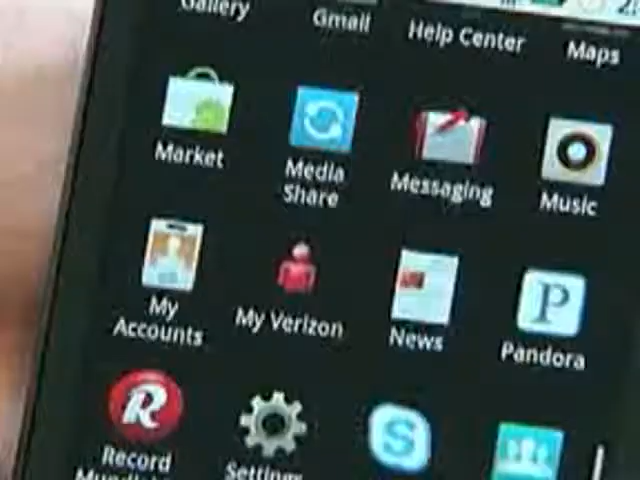 Gallery
Gmail
Help Center
Maps
Market
Media
Share
Messaging
Music
My
Accounts
My Verizon
News
P
Pandora
R
Record
Settings
S